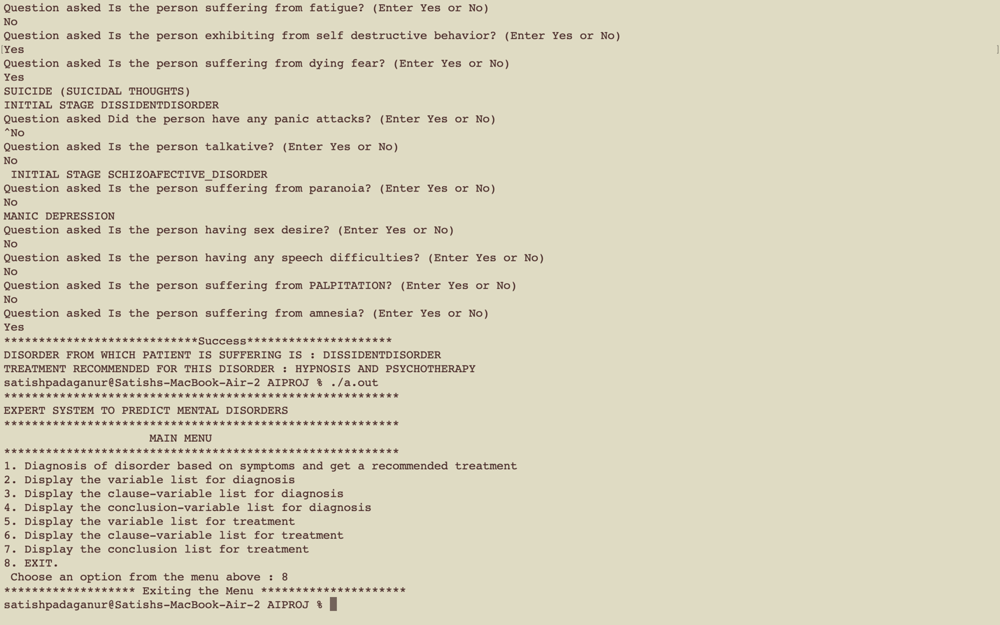 Question asked Is the person suffering from fatigue? (Enter Yes or No)
No
Question asked Is the person exhibiting from self destructive behavior? (Enter Yes or No)
[Yes ]
Question asked Is the person suffering from dying fear? (Enter Yes or No)
Yes
SUICIDE (SUICIDAL THOUGHTS)
INITIAL STAGE DISSIDENTDISORDER
Question asked Did the person have any panic attacks? (Enter Yes or No)
^No
Question asked Is the person talkative? (Enter Yes or No)
No
 INITIAL STAGE SCHIZOAFECTIVE_DISORDER
Question asked Is the person suffering from paranoia? (Enter Yes or No)
No
MANIC DEPRESSION
Question asked Is the person having sex desire? (Enter Yes or No)
No
Question asked Is the person having any speech difficulties? (Enter Yes or No)
No
Question asked Is the person suffering from PALPITATION? (Enter Yes or No)
No
Question asked Is the person suffering from amnesia? (Enter Yes or No)
Yes
****************************Success*********************
DISORDER FROM WHICH PATIENT IS SUFFERING IS : DISSIDENTDISORDER
TREATMENT RECOMMENDED FOR THIS DISORDER : HYPNOSIS AND PSYCHOTHERAPY
satishpadaganur@Satishs-MacBook-Air-2 AIPROJ % ./a.out
*********************************************************
EXPERT SYSTEM TO PREDICT MENTAL DISORDERS
*********************************************************
                     MAIN MENU
*********************************************************
1. Diagnosis of disorder based on symptoms and get a recommended treatment
2. Display the variable list for diagnosis
3. Display the clause-variable list for diagnosis
4. Display the conclusion-variable list for diagnosis
5. Display the variable list for treatment
6. Display the clause-variable list for treatment
7. Display the conclusion list for treatment
8. EXIT.
 Choose an option from the menu above : 8
******************* Exiting the Menu *********************
satishpadaganur@Satishs-MacBook-Air-2 AIPROJ %